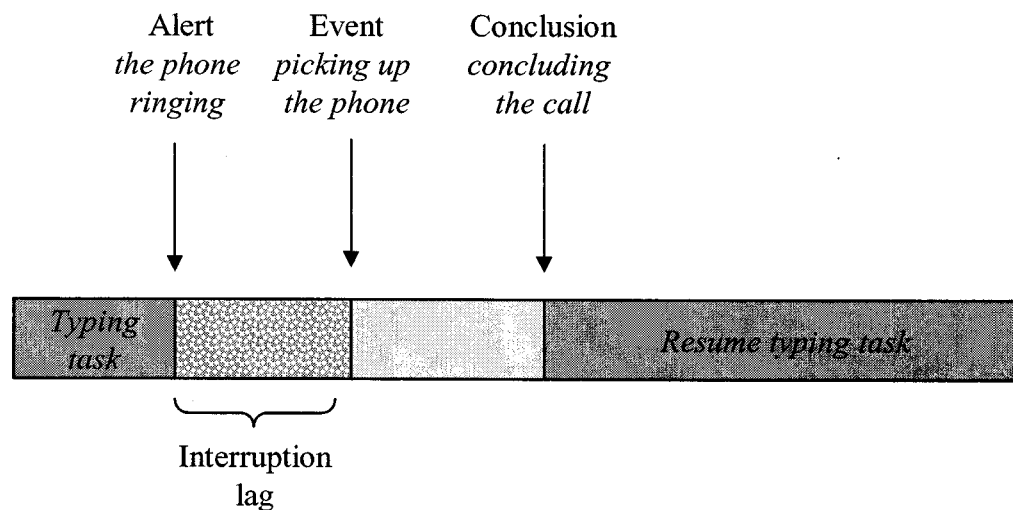 Alert
the phone
ringing
Event
picking up
the phone
Conclusion
concluding
the call
Typing
task
Resume typing task
Interruption
lag